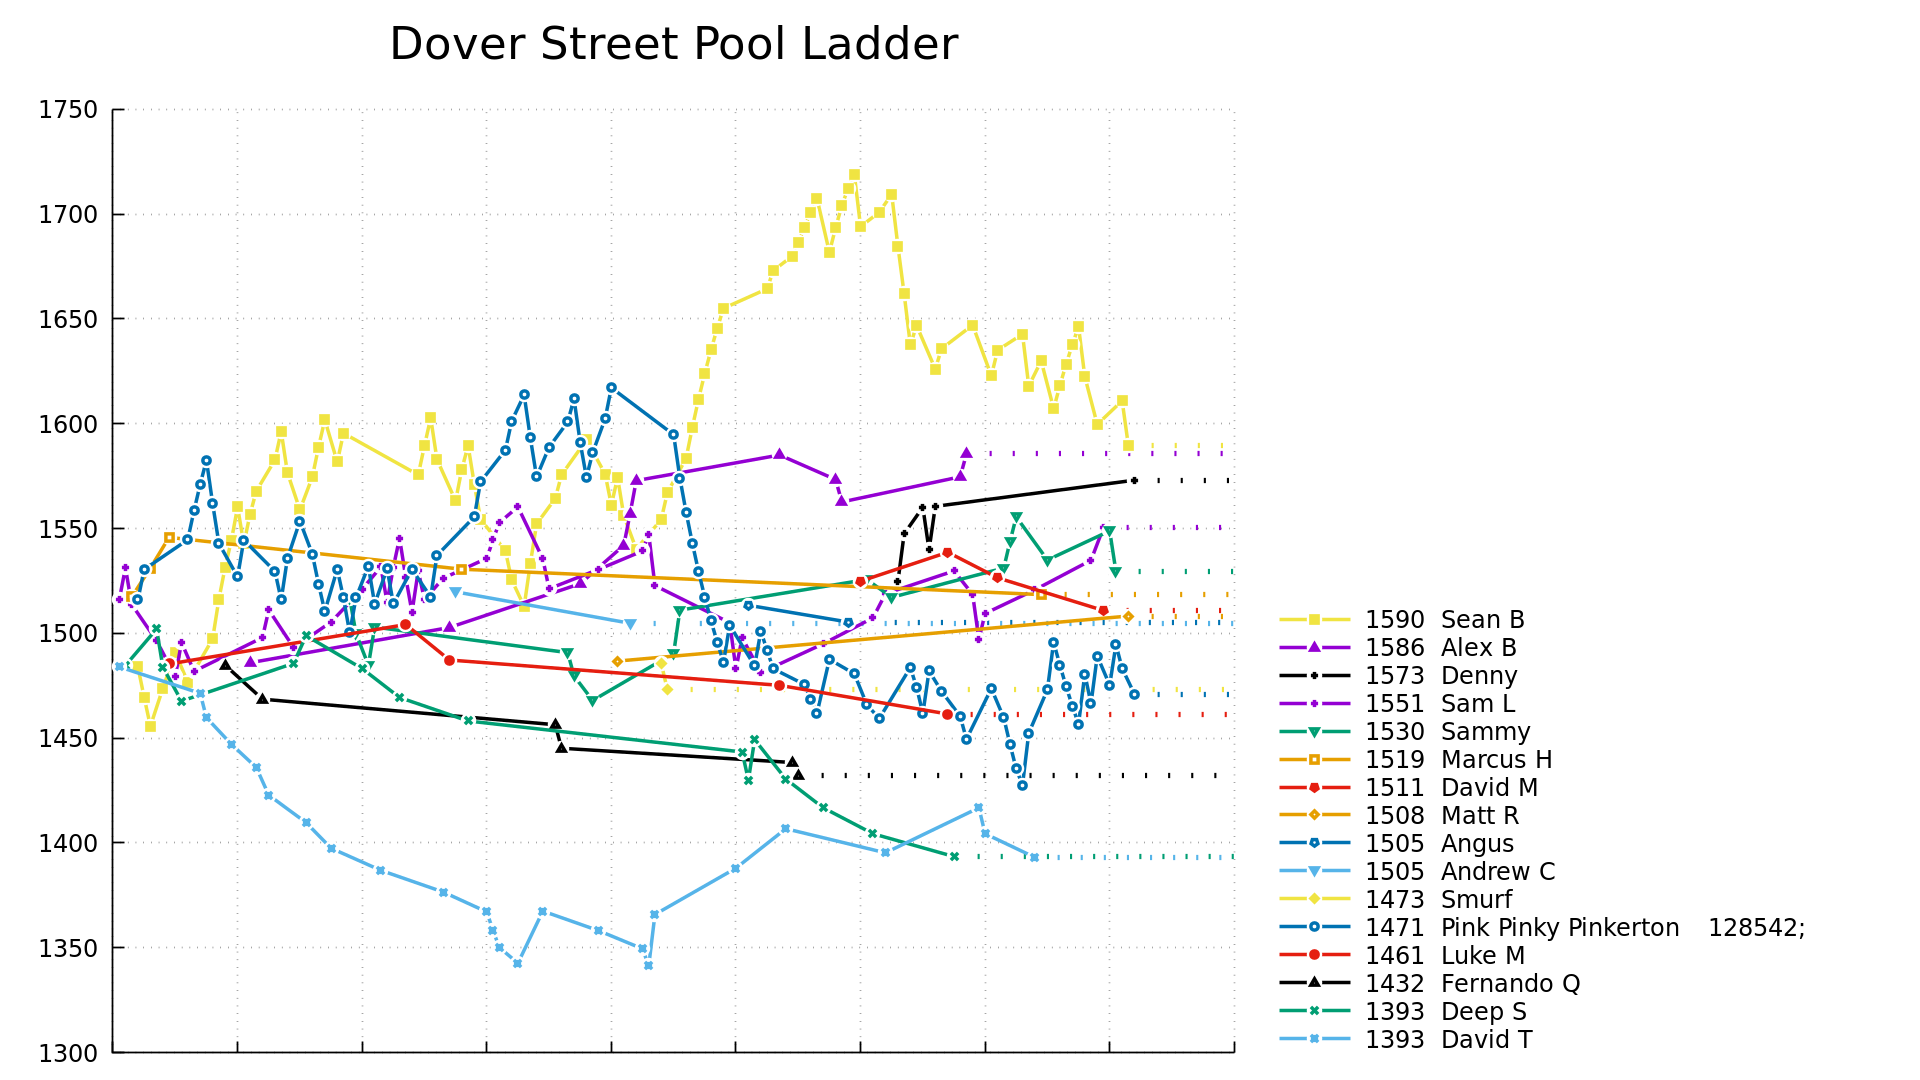 Dover Street Pool Ladder
1750
1700
1650
1600
1550
1500
1450
1400
1350
1300
1590 Sean B
1586 Alex B
1573 Denny
1551 Sam L
1530 Sammy
1519 Marcus H
1511 David M
1508 Matt R
1505 Angus
1505 Andrew C
1473 Smurf
1471 Pink Pinky Pinkerton 128542;
1461 Luke M
1432 Fernando Q
1393 Deep S
1393 David T